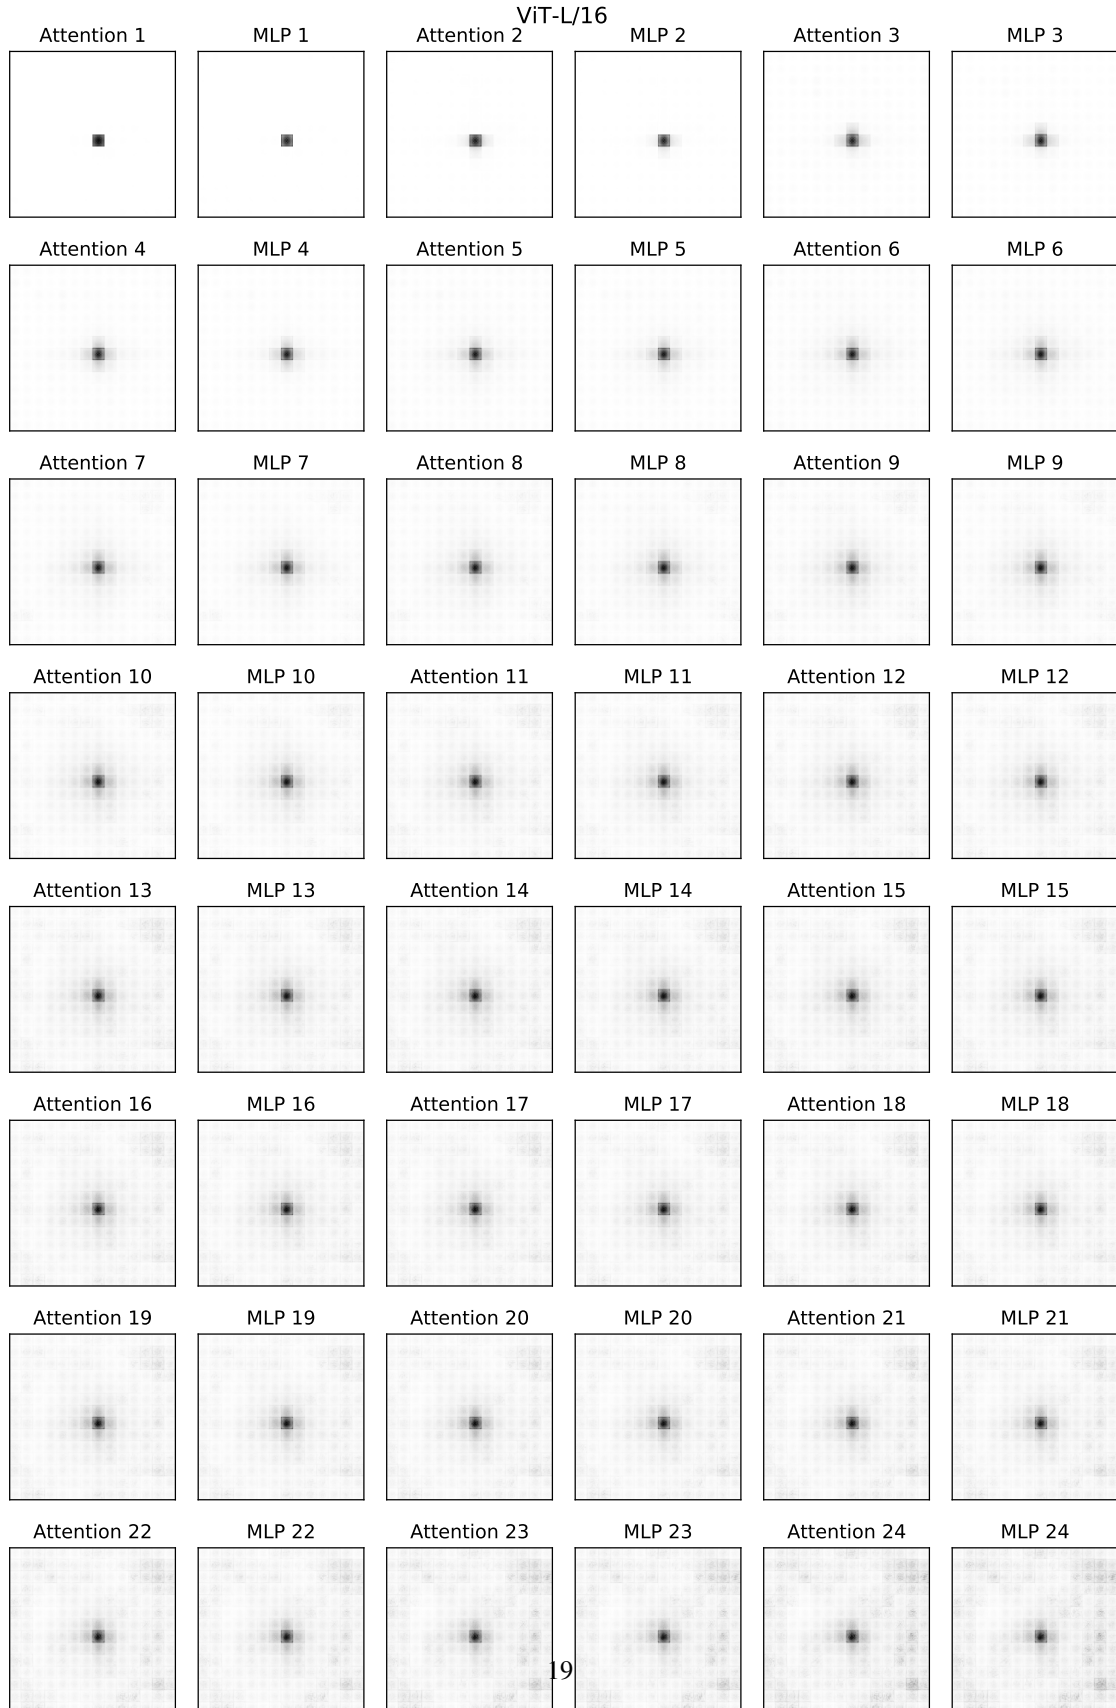 ViT-L/16
Attention 1 MLP 1 Attention 2 MLP 2 Attention 3 MLP 3
Attention 4 MLP 4 Attention 5 MLP 5 Attention 6 MLP 6
Attention 7 MLP 7 Attention 8 MLP 8 Attention 9 MLP 9
Attention 10 MLP 10 Attention 11 MLP 11 Attention 12 MLP 12
Attention 13 MLP 13 Attention 14 MLP 14 Attention 15 MLP 15
Attention 16 MLP 16 Attention 17 MLP 17 Attention 18 MLP 18
Attention 19 MLP 19 Attention 20 MLP 20 Attention 21 MLP 21
Attention 22 MLP 22 Attention 23 MLP 23 Attention 24 MLP 24
19